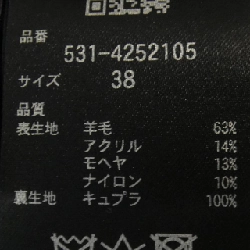 品番
531-4252105
サイズ 38
品質
表生地 羊毛 63%
アクリル 14%
モヘヤ 13%
ナイロン 10%
裏生地 キュプラ 100%